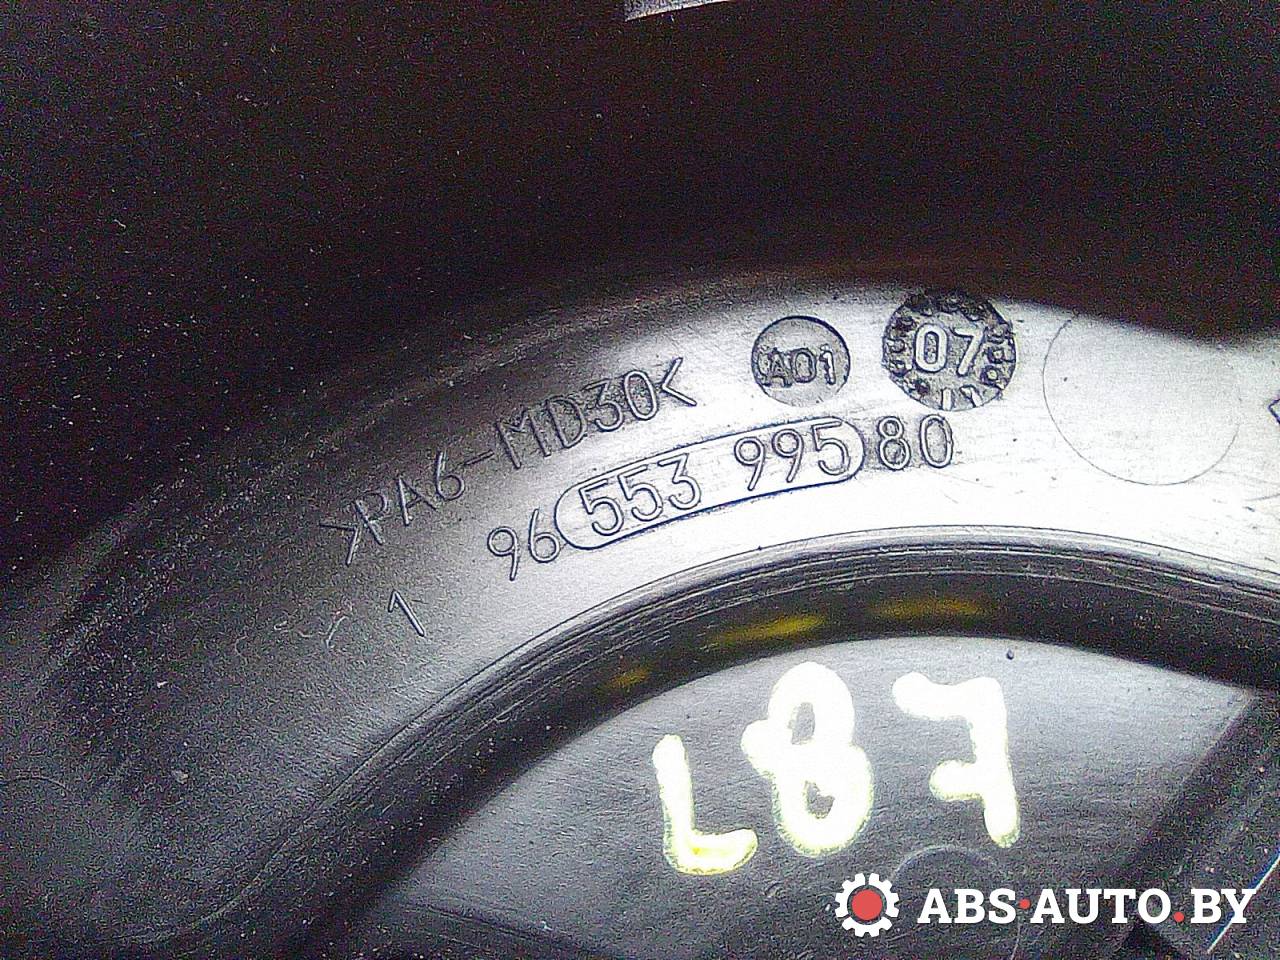 A01
07
>PA6-MD30<
96 553 995 80
1
L87
ABS·AUTO.BY